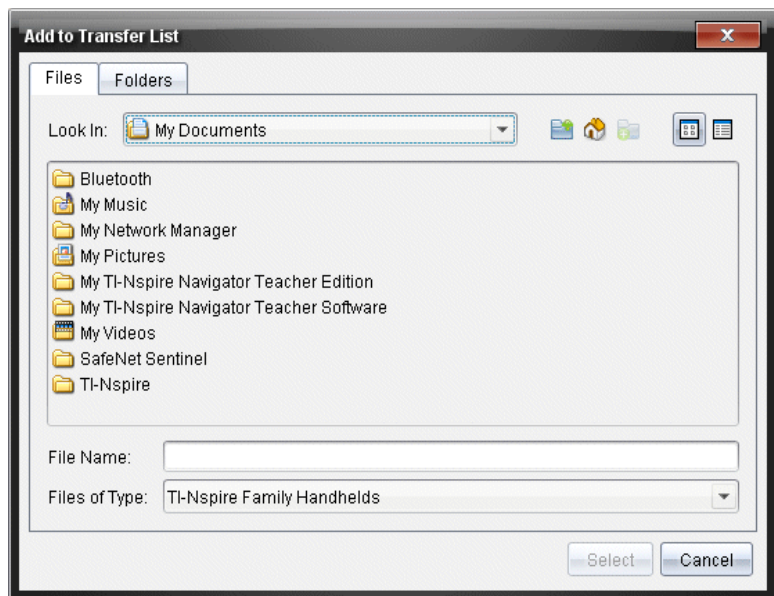 Add to Transfer List
Files Folders
Look In: My Documents
Bluetooth
My Music
My Network Manager
My Pictures
My TI-Nspire Navigator Teacher Edition
My TI-Nspire Navigator Teacher Software
My Videos
SafeNet Sentinel
TI-Nspire
File Name:
Files of Type: TI-Nspire Family Handhelds
Select Cancel